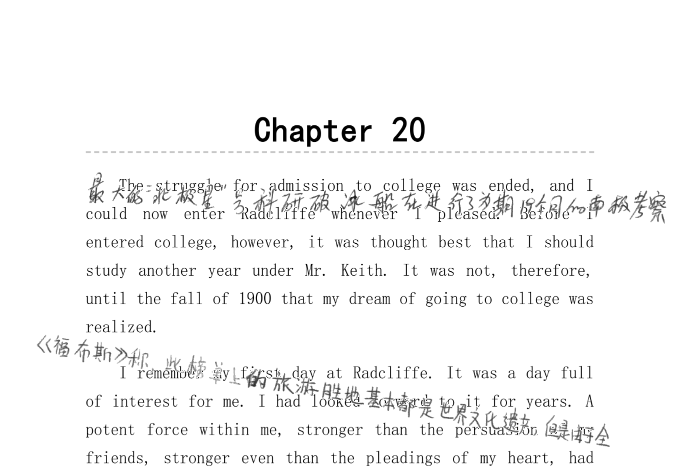 Chapter 20
The struggle for admission to college was ended, and I
最大的“北极星”号科研破冰船在进行了为期 的南极考察
could now enter Radcliffe whenever I pleased. Before I
entered college, however, it was thought best that I should
study another year under Mr. Keith. It was not, therefore,
until the fall of 1900 that my dream of going to college was
realized.
《福布斯》称，此榜单上的旅游胜地基本都是世界文化遗产，但是由于全
I remember my first day at Radcliffe. It was a day full
of interest for me. I had looked forward to it for years. A
potent force within me, stronger than the persuasion of my
friends, stronger even than the pleadings of my heart, had